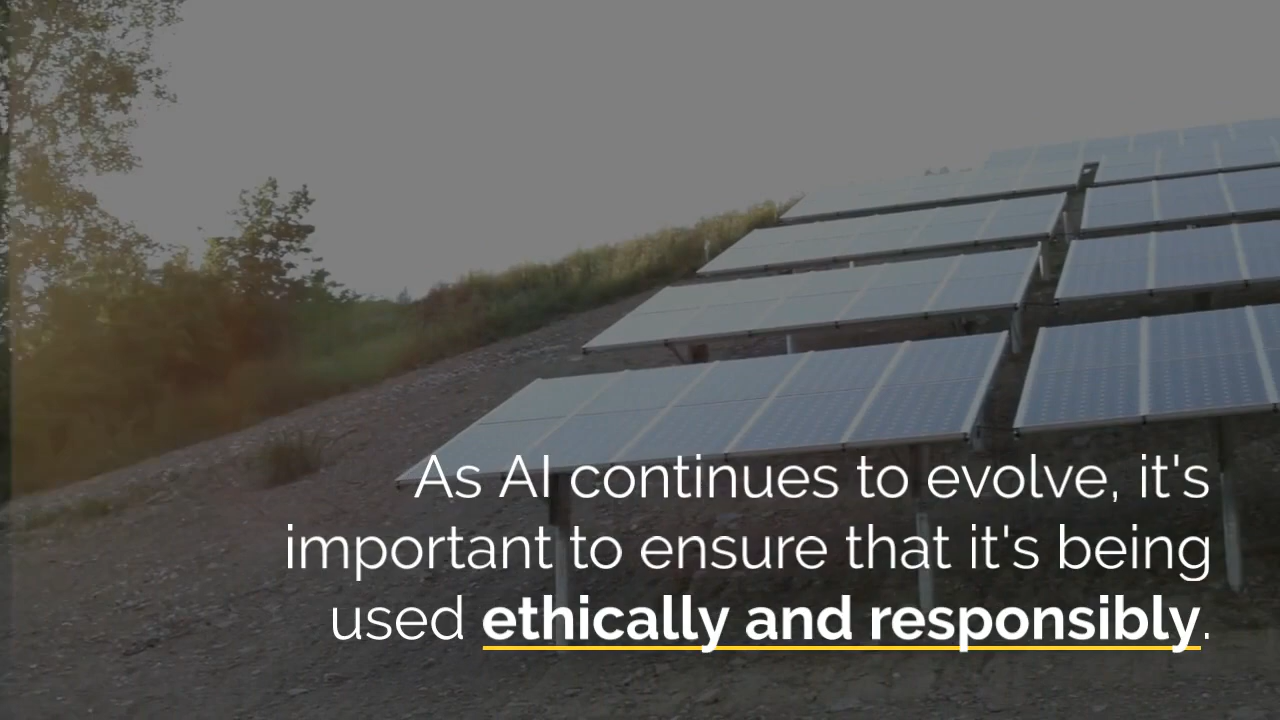 As AI continues to evolve, it's
important to ensure that it's being
used ethically and responsibly.